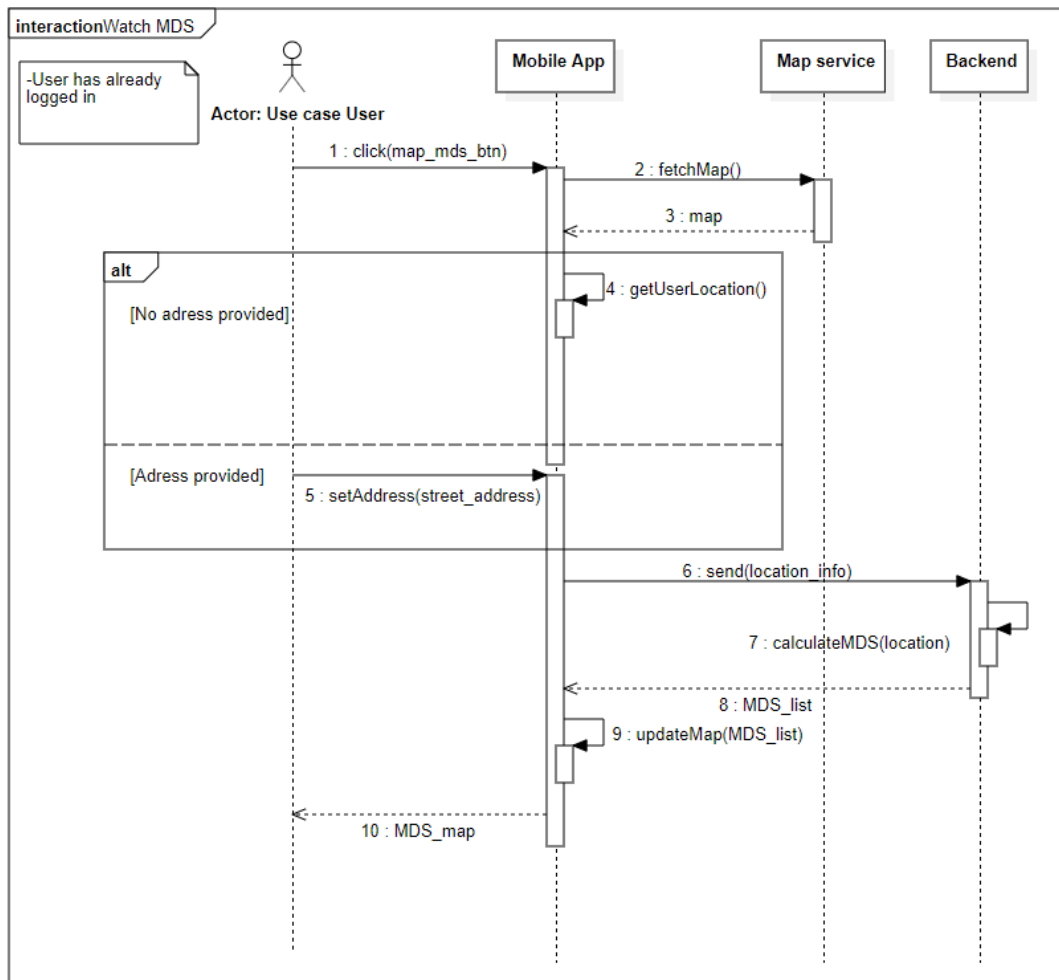 interactionWatch MDS
-User has already
logged in
Actor: Use case User
Mobile App
Map service
Backend
1 : click(map_mds_btn)
2 : fetchMap()
3 : map
alt
4 : getUserLocation()
[No adress provided]
[Adress provided]
5 : setAddress(street_address)
6 : send(location_info)
7 : calculateMDS(location)
8 : MDS_list
9 : updateMap(MDS_list)
10 : MDS_map